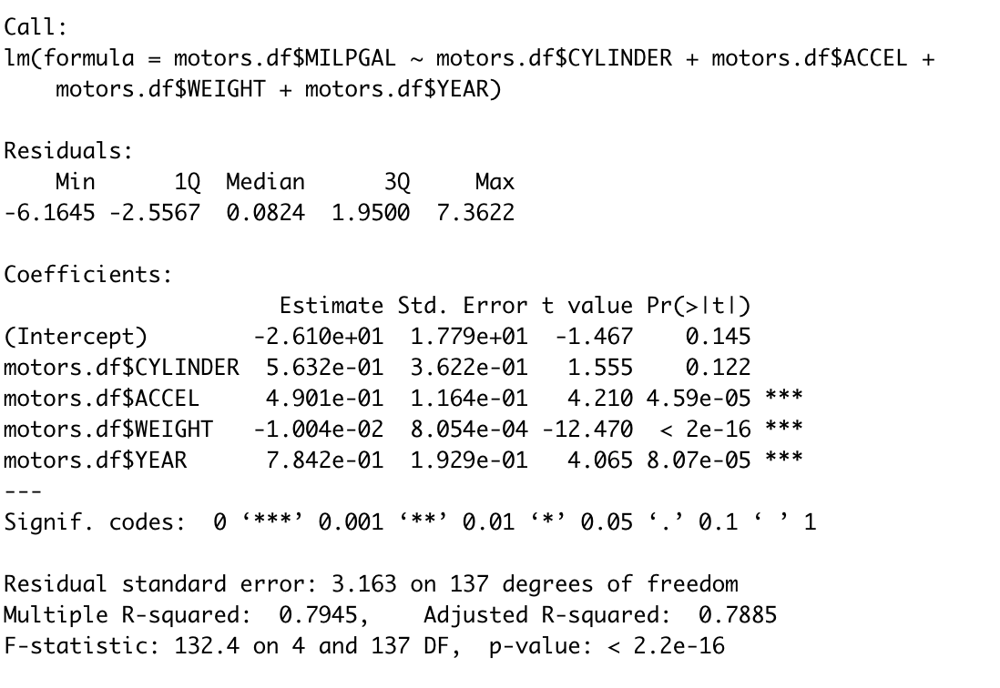 Call:
lm(formula = motors.df$MILPGAL ~ motors.df$CYLINDER + motors.df$ACCEL +
    motors.df$WEIGHT + motors.df$YEAR)

Residuals:
    Min      1Q  Median      3Q     Max
-6.1645 -2.5567  0.0824  1.9500  7.3622

Coefficients:
                     Estimate Std. Error t value Pr(>|t|)
(Intercept)        -2.610e+01  1.779e+01  -1.467    0.145
motors.df$CYLINDER  5.632e-01  3.622e-01   1.555    0.122
motors.df$ACCEL     4.901e-01  1.164e-01   4.210 4.59e-05 ***
motors.df$WEIGHT   -1.004e-02  8.054e-04 -12.470  < 2e-16 ***
motors.df$YEAR      7.842e-01  1.929e-01   4.065 8.07e-05 ***
---
Signif. codes:  0 ‘***’ 0.001 ‘**’ 0.01 ‘*’ 0.05 ‘.’ 0.1 ‘ ’ 1

Residual standard error: 3.163 on 137 degrees of freedom
Multiple R-squared:  0.7945,    Adjusted R-squared:  0.7885
F-statistic: 132.4 on 4 and 137 DF,  p-value: < 2.2e-16